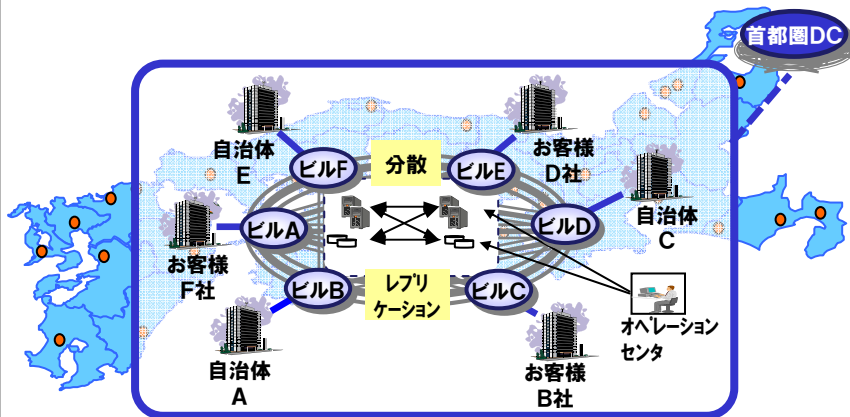 首都圏DC
自治体
E
ビルF
分散
ビルE
お客様
D社
自治体
C
ビルA
ビルD
お客様
F社
ビルB
レプリ
ケーション
ビルC
オペレーション
センタ
自治体
A
お客様
B社